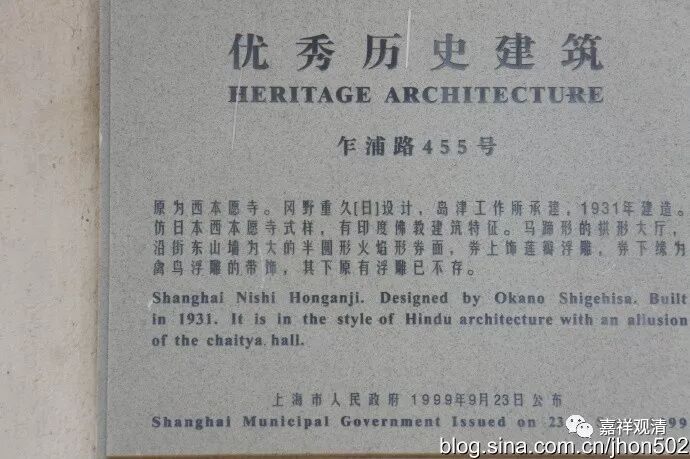 优秀历史建筑
HERITAGE ARCHITECTURE
乍浦路455号
原为西本愿寺。冈野重久[日]设计，岛津工作所承建，1931年建造。
仿日本西本愿寺式样，有印度佛教建筑特征。马蹄形的拱形大厅，
沿街东山墙为大的半圆形火焰形券面，券上饰莲瓣浮雕，券下缘为
禽鸟浮雕的带饰，其下原有浮雕已不存。
Shanghai Nishi Honganji. Designed by Okano Shigehisa. Built
in 1931. It is in the style of Hindu architecture with an allusion
of the chaitya hall.
上海市人民政府 1999年9月23日公布
Shanghai Municipal Government Issued on 23 99
嘉祥观清
blog.sina.com.cn/jhon502